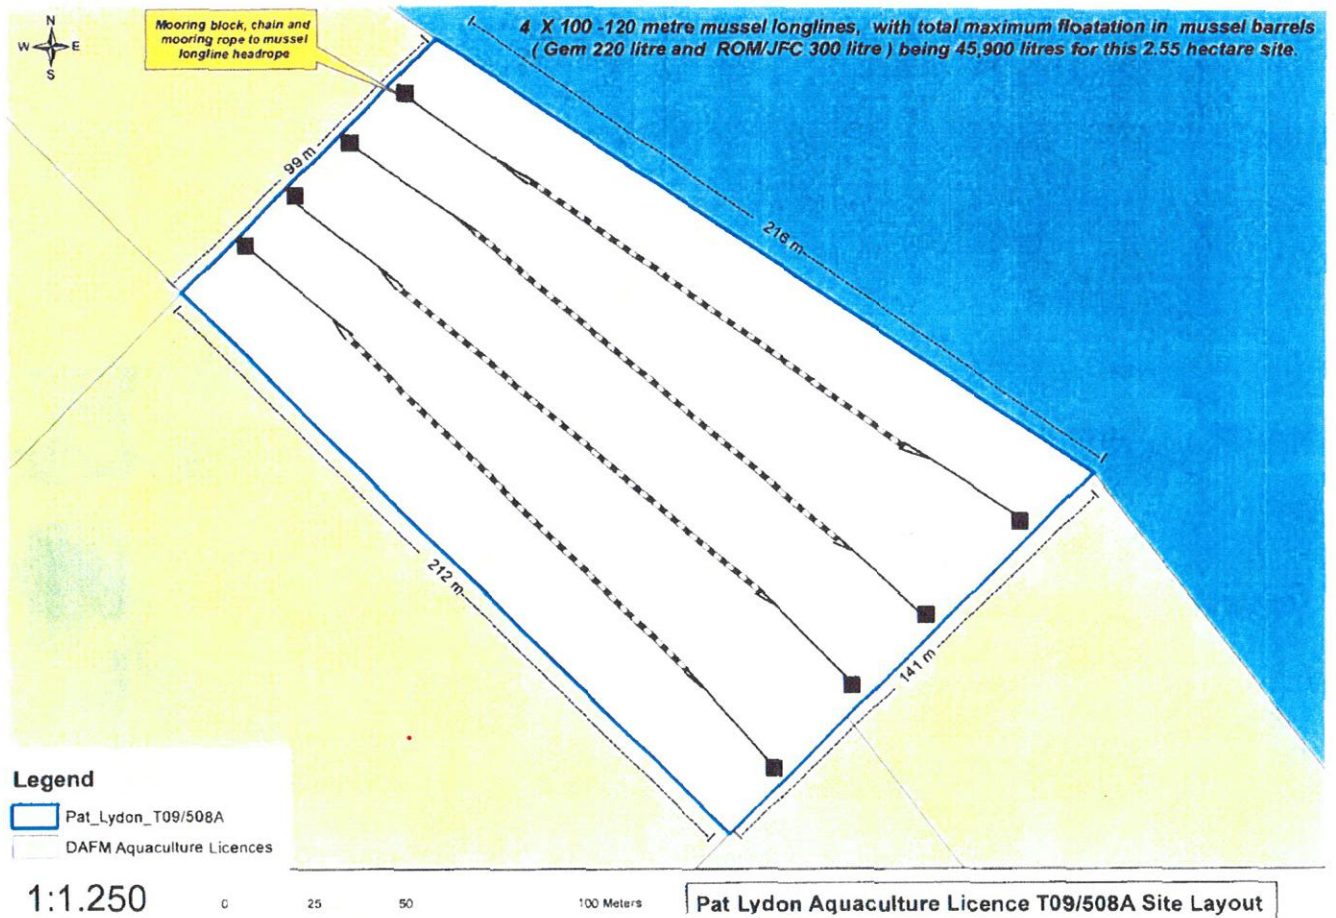 4 X 100 -120 metre mussel longlines, with total maximum floatation in mussel barrels
( Gem 220 litre and ROM/JFC 300 litre ) being 45,900 litres for this 2.55 hectare site.
Mooring block, chain and
mooring rope to mussel
longline headrope
N
W E
S
99 m
216 m
212 m
141 m
Legend
Pat_Lydon_T09/508A
DAFM Aquaculture Licences
1:1.250
0 25 50 100 Meters
Pat Lydon Aquaculture Licence T09/508A Site Layout